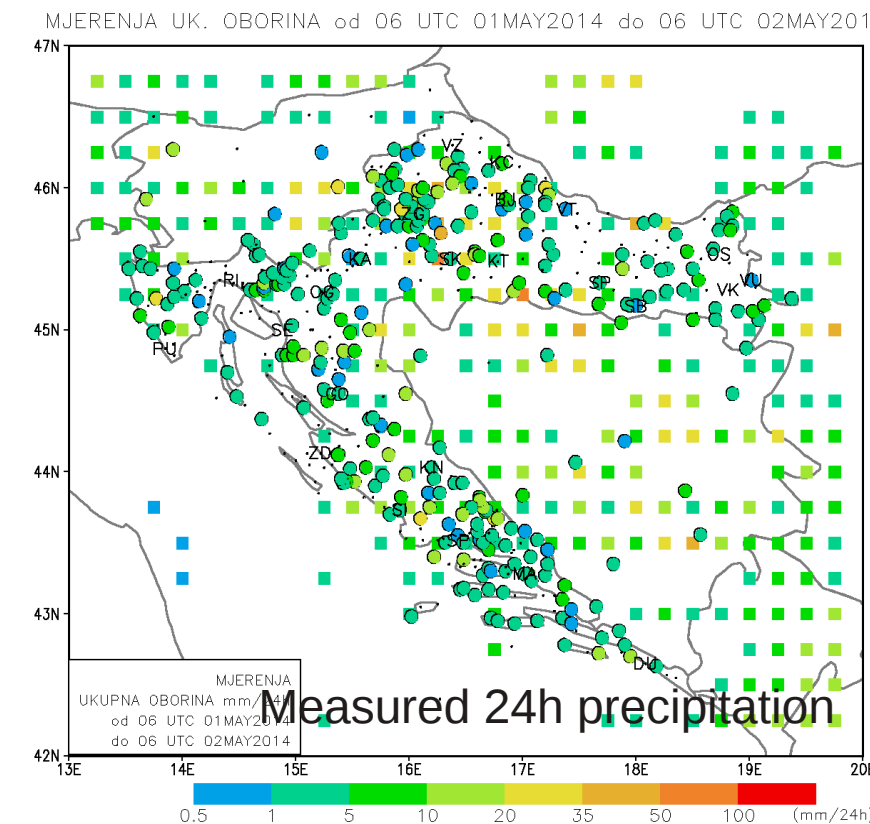 MJERENJA UK. OBORINA od 06 UTC 01MAY2014 do 06 UTC 02MAY201
47N
46N
45N
44N
43N
42N
VZ
KC
ZG
BJ
VT
KA
SK
KT
OS
RI
OG
SP
SB
VK
VU
SE
PU
GO
ZD
KN
SI
SP
MA
DU
MJERENJA
UKUPNA OBORINA mm/24H
od 06 UTC 01MAY2014
do 06 UTC 02MAY2014
Measured 24h precipitation
13E 14E 15E 16E 17E 18E 19E 20E
0.5 1 5 10 20 35 50 100 (mm/24h)